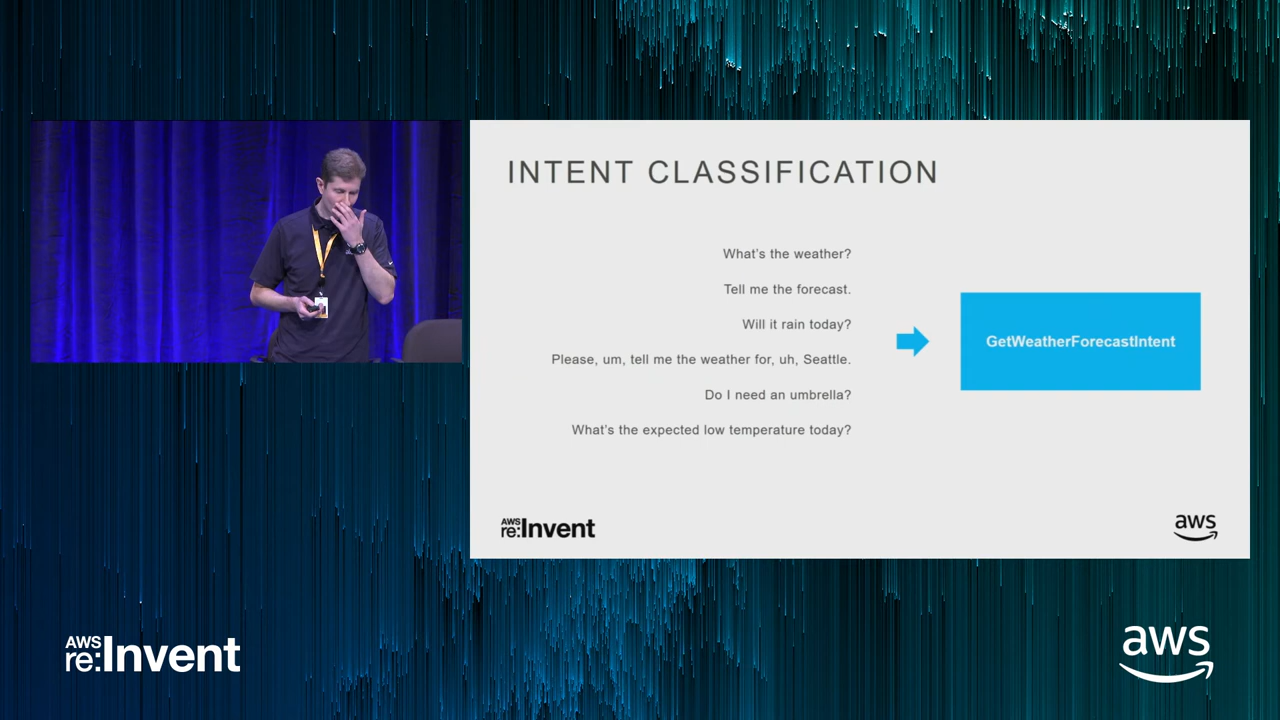 INTENT CLASSIFICATION
What's the weather?
Tell me the forecast.
Will it rain today?
Please, um, tell me the weather for, uh, Seattle.
Do I need an umbrella?
What's the expected low temperature today?
GetWeatherForecastIntent
AWS
re:Invent
aws
AWS
re:Invent
aws